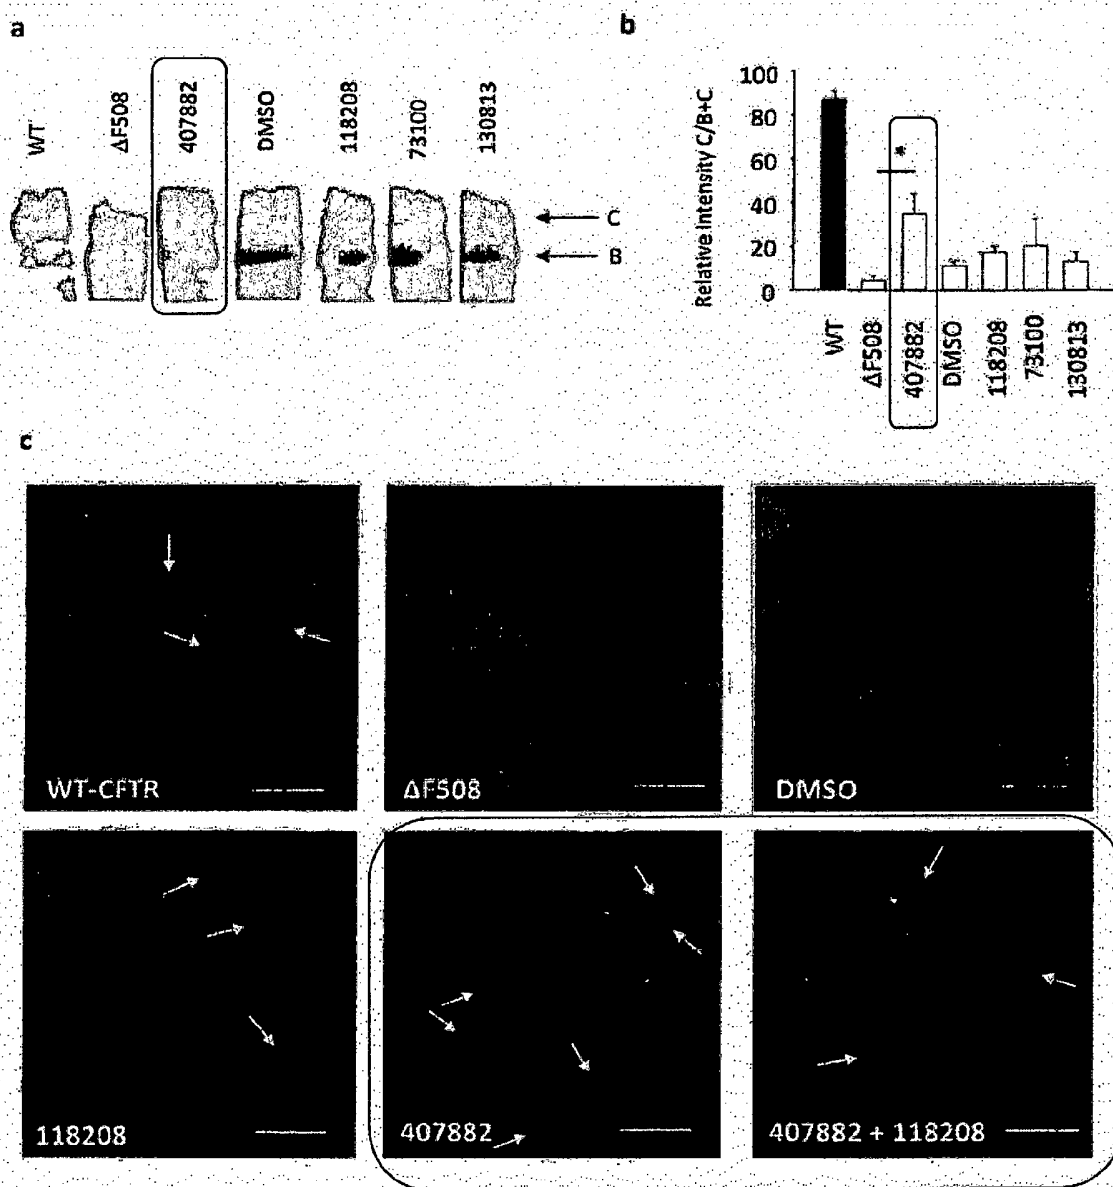 a
WT
ΔF508
407882
DMSO
118208
73100
130813
C
B
b
Relative Intensity C/B+C
100
80
60
40
20
0
*
WT
ΔF508
407882
DMSO
118208
73100
130813
c
WT-CFTR
ΔF508
DMSO
118208
407882
407882 + 118208